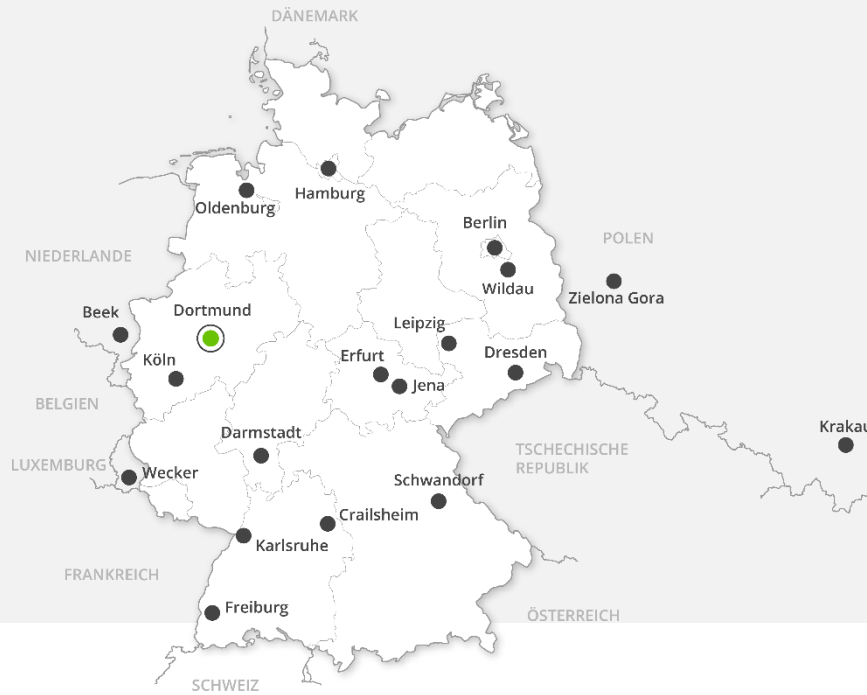 DÄNEMARK
Hamburg
Oldenburg
Berlin
POLEN
NIEDERLANDE
Wildau
Zielona Gora
Beek
Dortmund
Leipzig
Köln
Erfurt
Dresden
Jena
BELGIEN
Krakau
Darmstadt
TSCHECHISCHE
REPUBLIK
LUXEMBURG
Wecker
Schwandorf
Crailsheim
Karlsruhe
FRANKREICH
Freiburg
ÖSTERREICH
SCHWEIZ